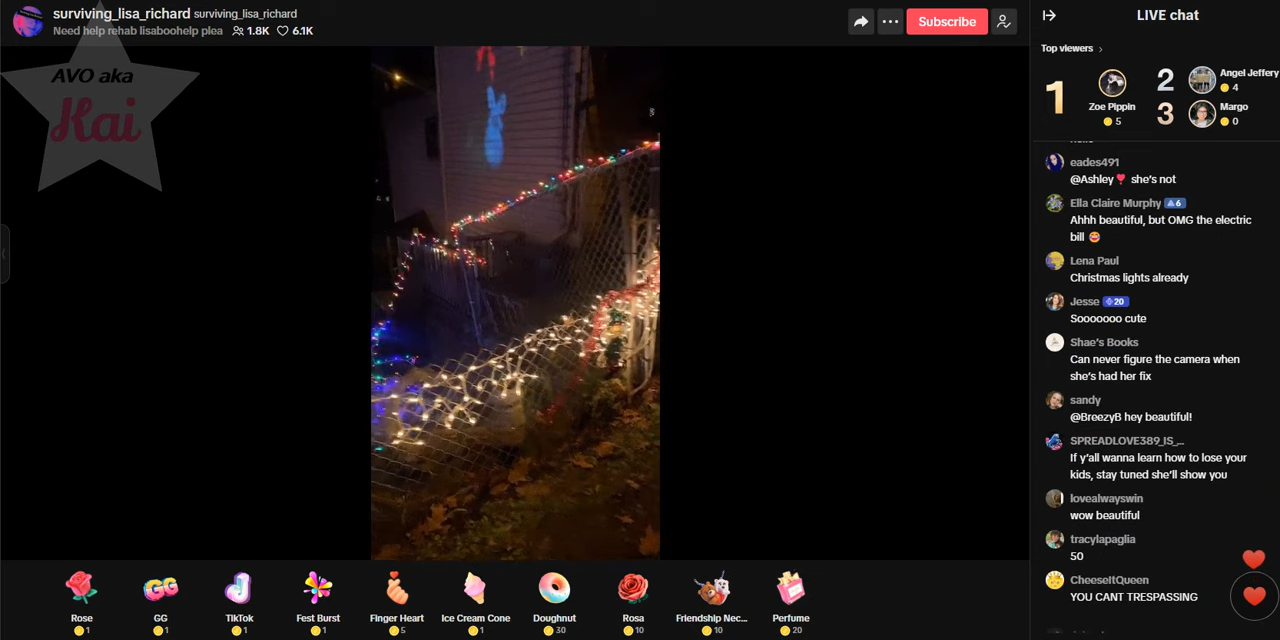 surviving_lisa_richard surviving_lisa_richard
Need help rehab lisaboohelp plea 1.8K 6.1K
Subscribe
AVO aka
Kai
LIVE chat
Top viewers
1
Zoe Pippin
5
2
Angel Jeffery
4
3
Margo
0
eades491
@Ashley❣️ she's not
Ella Claire Murphy 6
Ahhh beautiful, but OMG the electric
bill 😂
Lena Paul
Christmas lights already
Jesse 20
Sooooooo cute
Shae's Books
Can never figure the camera when
she's had her fix
sandy
@BreezyB hey beautiful!
SPREADLOVE389_IS_...
If y'all wanna learn how to lose your
kids, stay tuned she'll show you
lovealwayswin
wow beautiful
tracylapaglia
50
CheeseItQueen
YOU CANT TRESPASSING
Rose
1
GG
GG
1
TikTok
1
Fest Burst
1
Finger Heart
5
Ice Cream Cone
1
Doughnut
30
Rosa
10
Friendship Nec...
10
Perfume
20